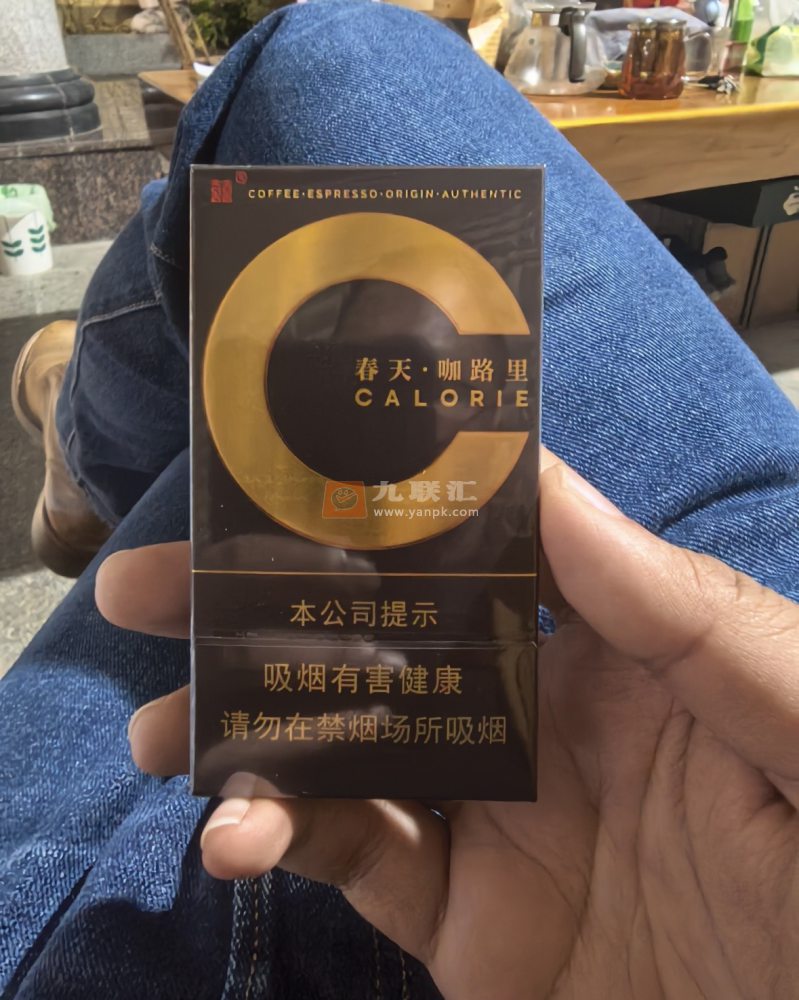 COFFEE·ESPRESSO·ORIGIN·AUTHENTIC
春天·咖路里
CALORIE
九联汇
www.yanpk.com
本公司提示
吸烟有害健康
请勿在禁烟场所吸烟